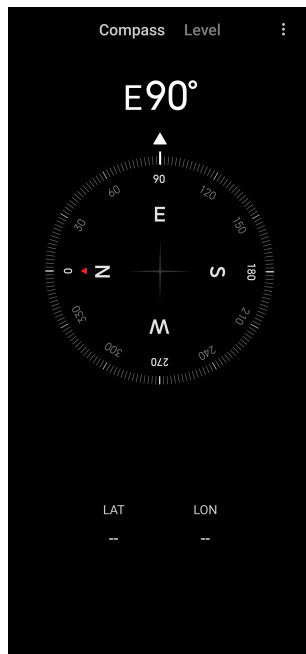 Compass Level
E90°
90
60 120
E
30 150
0 N S 180
330 210
W
300 240
270
LAT LON
-- --